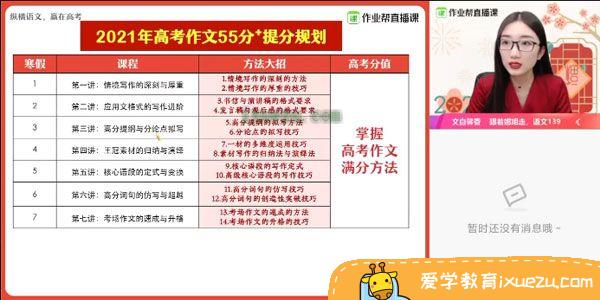 纵横语文，赢在高考
作业帮直播课
2021年高考作文55分+提分规划
寒假 课程 方法大招 高考分值
1 第一讲：情境写作的深刻与厚重 1.情境写作的深刻的方法
2.情境写作的厚重的技巧
2 第二讲：应用文格式的写作进阶 3.书信与演讲稿的格式要求
4.发言稿与观后感的格式要求
3 第三讲：高分提纲与分论点拟写 5.高分提纲的拟写方法
6.分论点的拟写技巧
4 第四讲：王冠素材的归纳与演绎 7.一材的多维度运用技巧
8.素材写作的归纳法与演绎法
5 第五讲：核心语段的定式与变换 9.核心语段的写作定式
10.高级核心语段的写作技巧
6 第六讲：高分词句的仿写与超越 11.高分词句的仿写技巧
12.高分词句的创造性突破技巧
7 第七讲：考场作文的速成与升格 13.考场作文的速成的方法
14.考场作文的升格的技巧
掌握
高考作文
满分方法
作业帮直播课
文自馨香 跟着姐姐走，语文139
暂时还没有消息哦~
爱学教育ixuezu.com